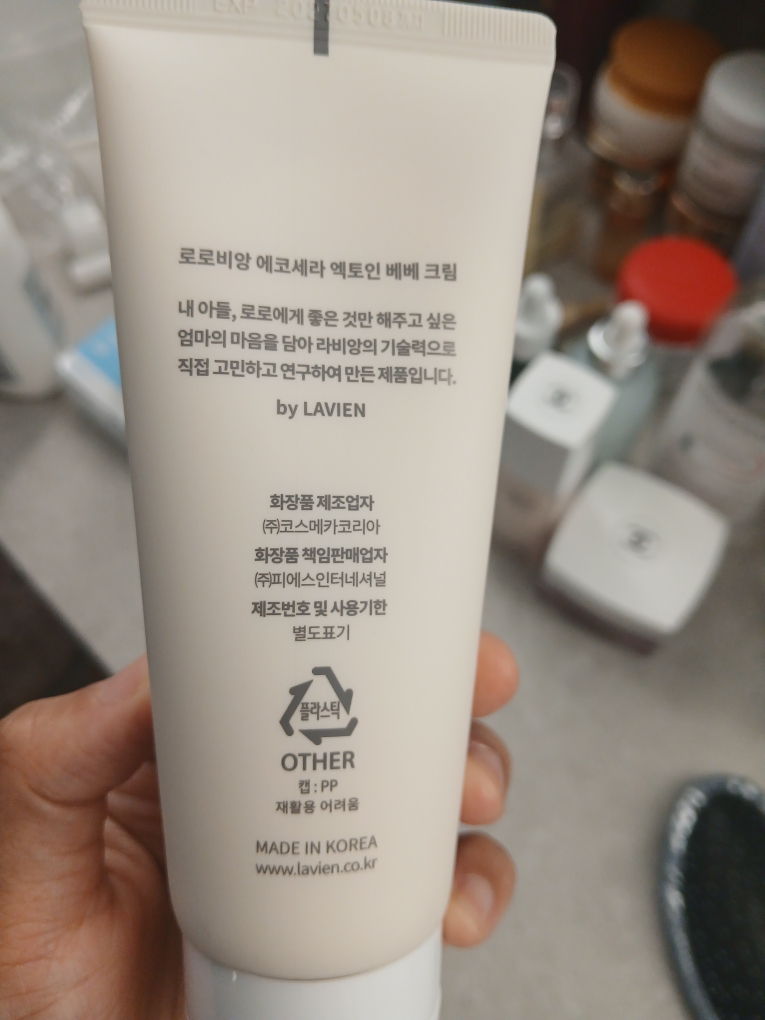 EXP
로로비앙 에코세라 엑토인 베베 크림
내 아들, 로로에게 좋은 것만 해주고 싶은
엄마의 마음을 담아 라비앙의 기술력으로
직접 고민하고 연구하여 만든 제품입니다.
by LAVIEN
화장품 제조업자
㈜코스메카코리아
화장품 책임판매업자
㈜피에스인터네셔널
제조번호 및 사용기한
별도표기
플라스틱
OTHER
캡 : PP
재활용 어려움
MADE IN KOREA
www.lavien.co.kr